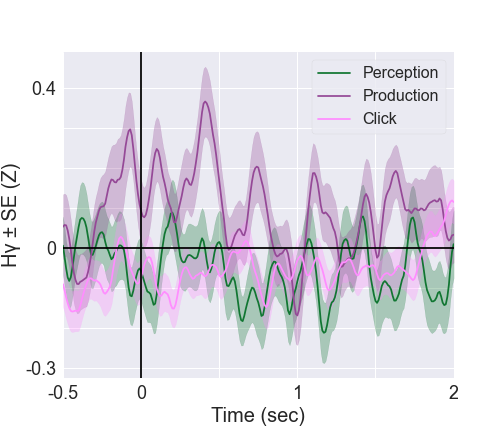 Perception
Production
Click
Hγ ± SE (Z)
0.4
0
-0.3
-0.5
0
1
2
Time (sec)